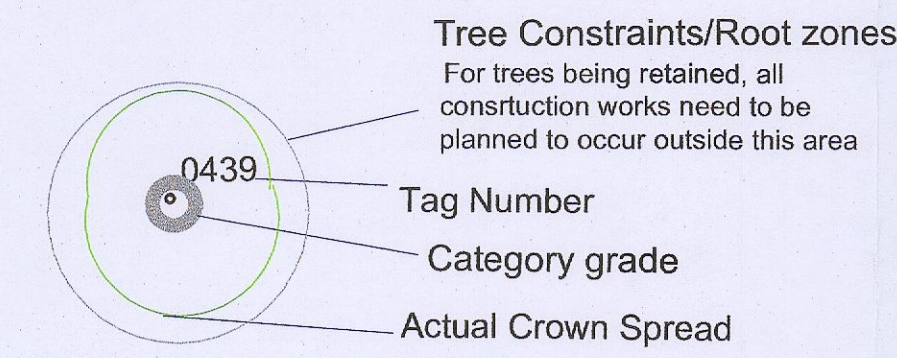 Tree Constraints/Root zones
For trees being retained, all
consrtuction works need to be
planned to occur outside this area
0439
Tag Number
Category grade
Actual Crown Spread